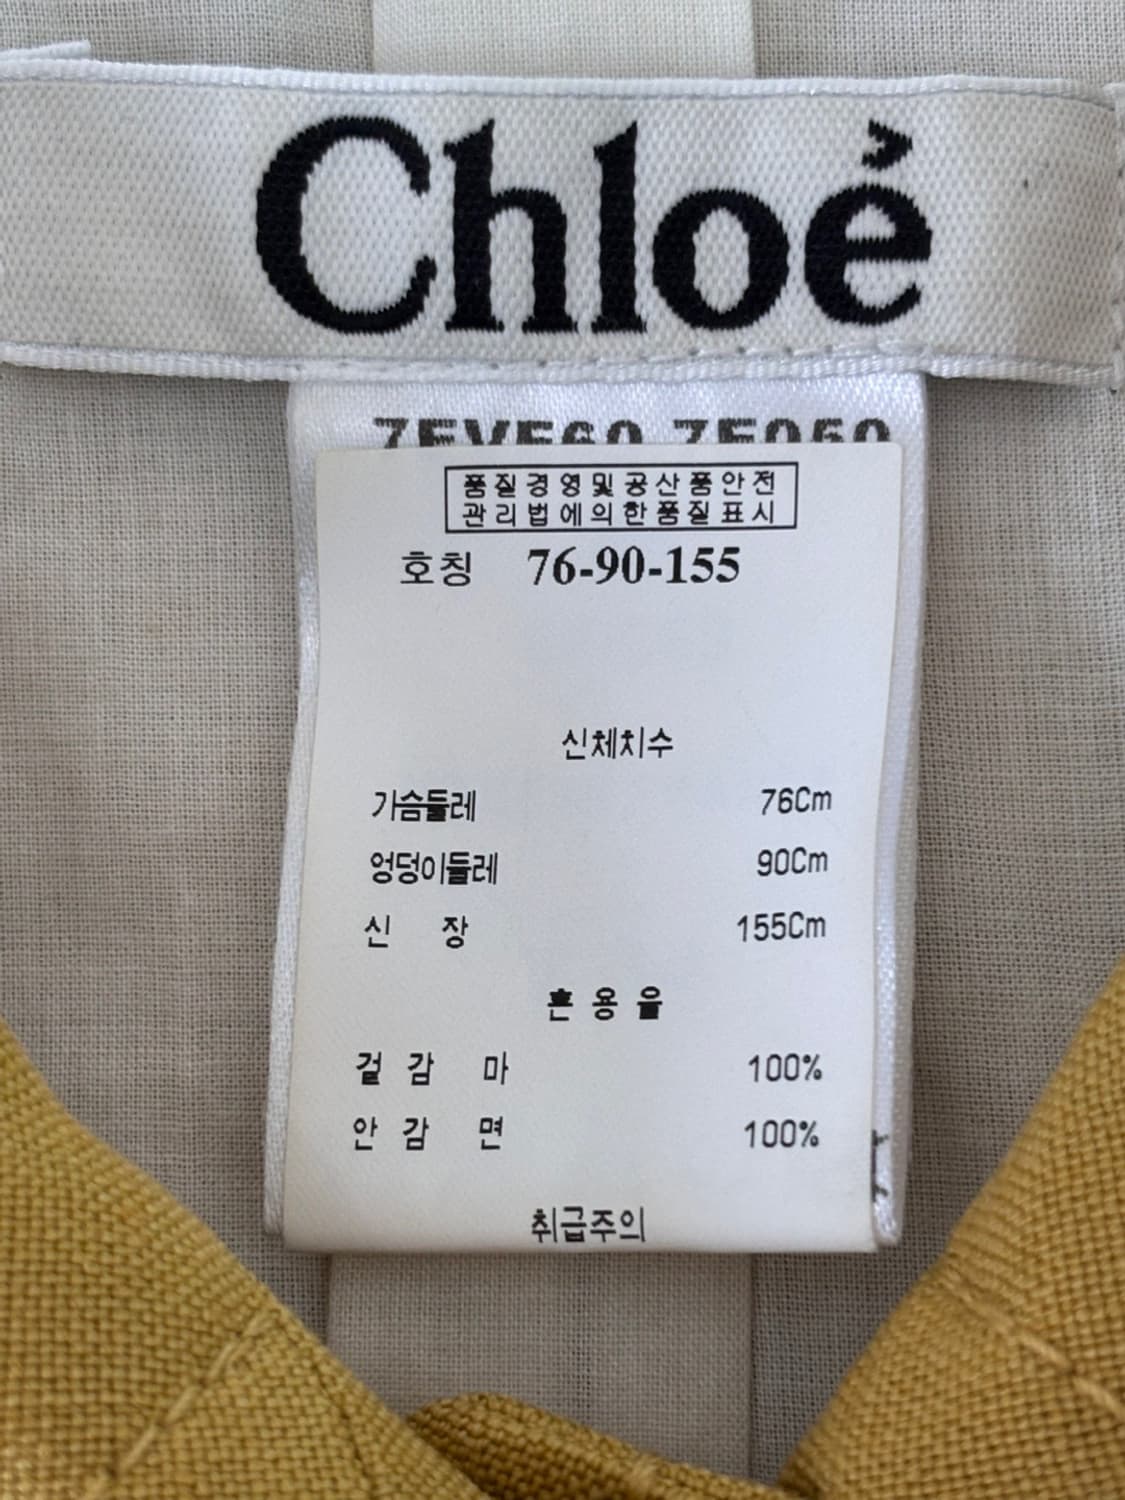 Chloé
7EVE60 7E050
품질경영및공산품안전
관리법에의한품질표시
호칭 76-90-155
신체치수
가슴둘레 76Cm
엉덩이둘레 90Cm
신 장 155Cm
혼 용 율
겉 감 마 100%
안 감 면 100%
취급주의